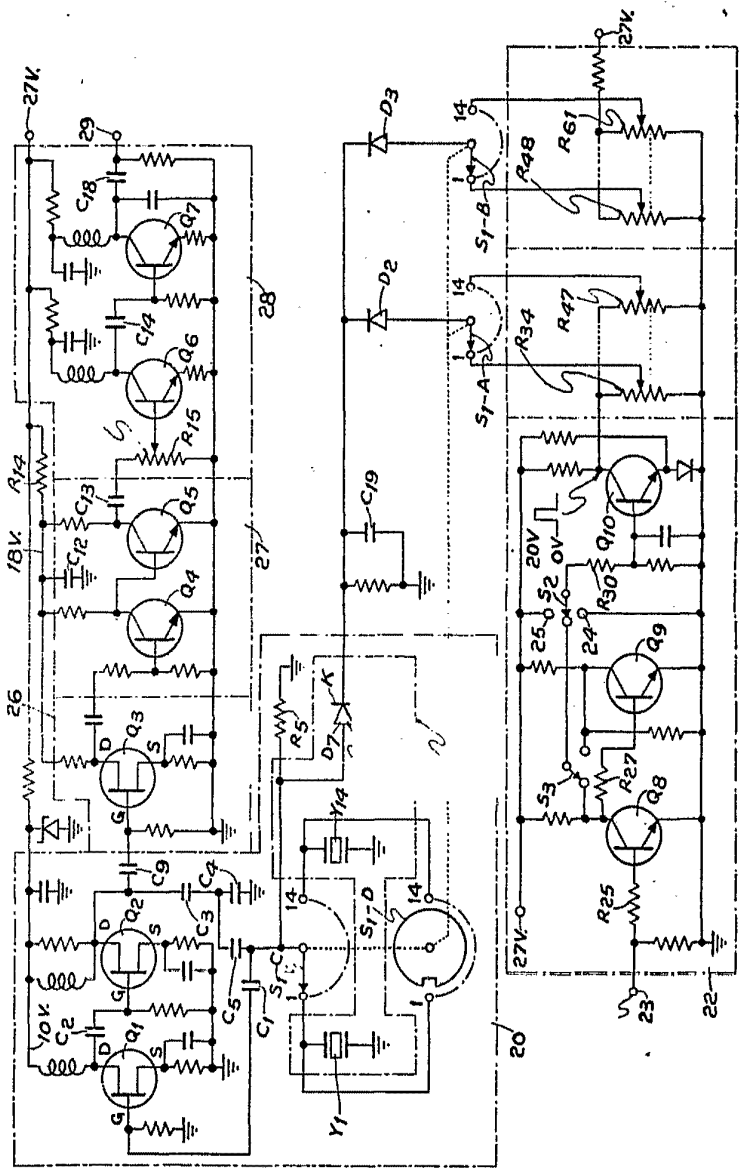 27V.
29
C18
Q7
28
C14
Q6
R15
R14
C13
Q5
27
18V.
C12
Q4
26
Q3
D
S
G
C9
C4
C3
Q2
D
S
G
C2
10V.
Q1
D
S
G
C5
C1
S1-C
1
14
Y14
Y1
S1-D
1
14
20
R5
D7
K
C19
D2
D3
S1-A
1
14
S1-B
1
14
27V.
R61
R48
R47
R34
20V
0V
Q10
R30
S2
25
24
Q9
S3
R27
Q8
R25
27V.
23
22